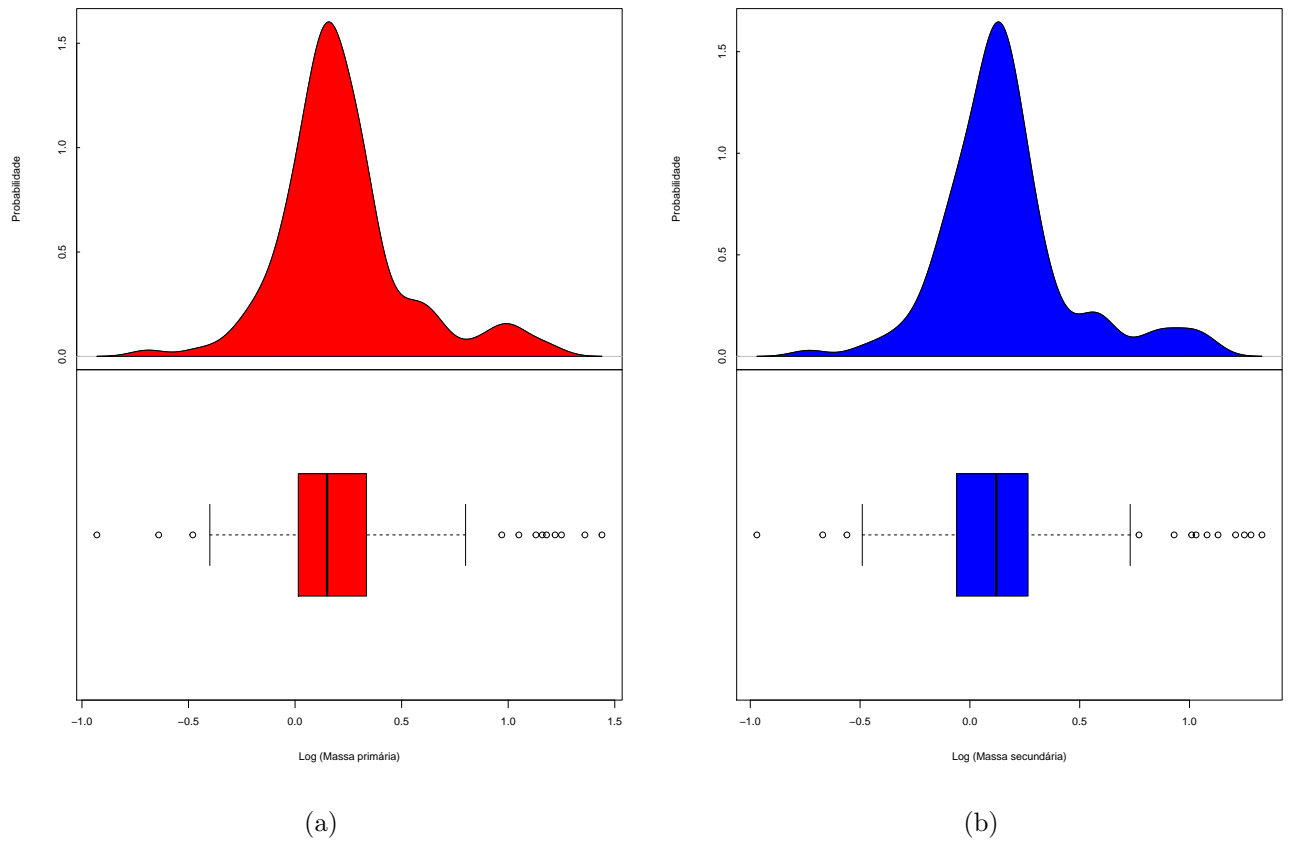 Probabilidade
0.0 0.5 1.0 1.5
−1.0 −0.5 0.0 0.5 1.0 1.5
Log (Massa primária)
(a)
Probabilidade
0.0 0.5 1.0 1.5
−1.0 −0.5 0.0 0.5 1.0
Log (Massa secundária)
(b)